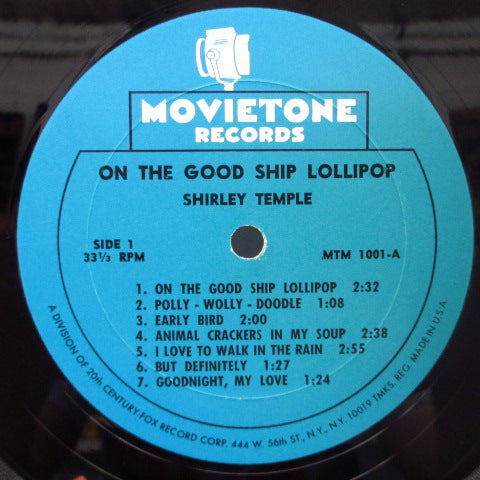 MOVIETONE
RECORDS
ON THE GOOD SHIP LOLLIPOP
SHIRLEY TEMPLE
SIDE 1
33⅓ RPM
MTM 1001-A
1. ON THE GOOD SHIP LOLLIPOP 2:32
2. POLLY - WOLLY - DOODLE 1:08
3. EARLY BIRD 2:00
4. ANIMAL CRACKERS IN MY SOUP 2:38
5. I LOVE TO WALK IN THE RAIN 2:55
6. BUT DEFINITELY 1:27
7. GOODNIGHT, MY LOVE 1:24
A DIVISION OF 20th CENTURY-FOX RECORD CORP. 444 W. 56th ST., N.Y., N.Y. 10019 TMKS. REG MADE IN U.S.A.